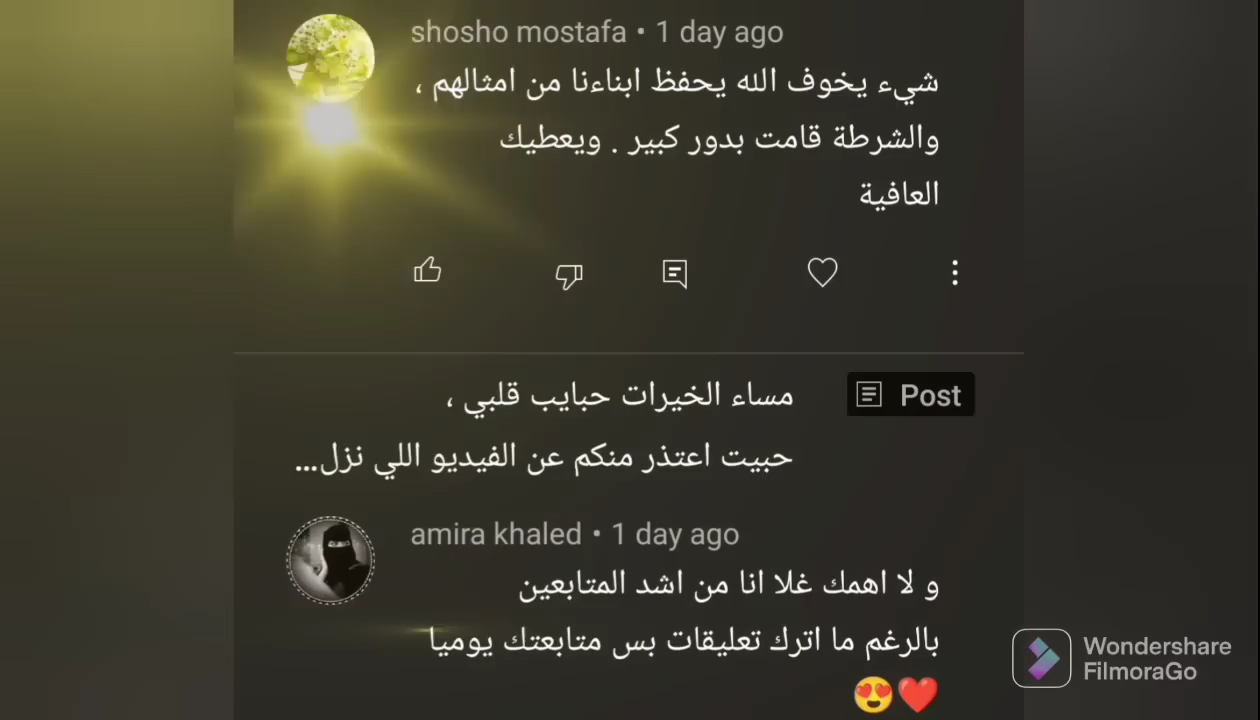 shosho mostafa • 1 day ago
شيء يخوف الله يحفظ ابناءنا من امثالهم ،
والشرطة قامت بدور كبير . ويعطيك
العافية
Post
مساء الخيرات حبايب قلبي ،
حبيت اعتذر منكم عن الفيديو اللي نزل...
amira khaled • 1 day ago
و لا اهمك غلا انا من اشد المتابعين
بالرغم ما اترك تعليقات بس متابعتك يوميا
😍❤️
Wondershare
FilmoraGo